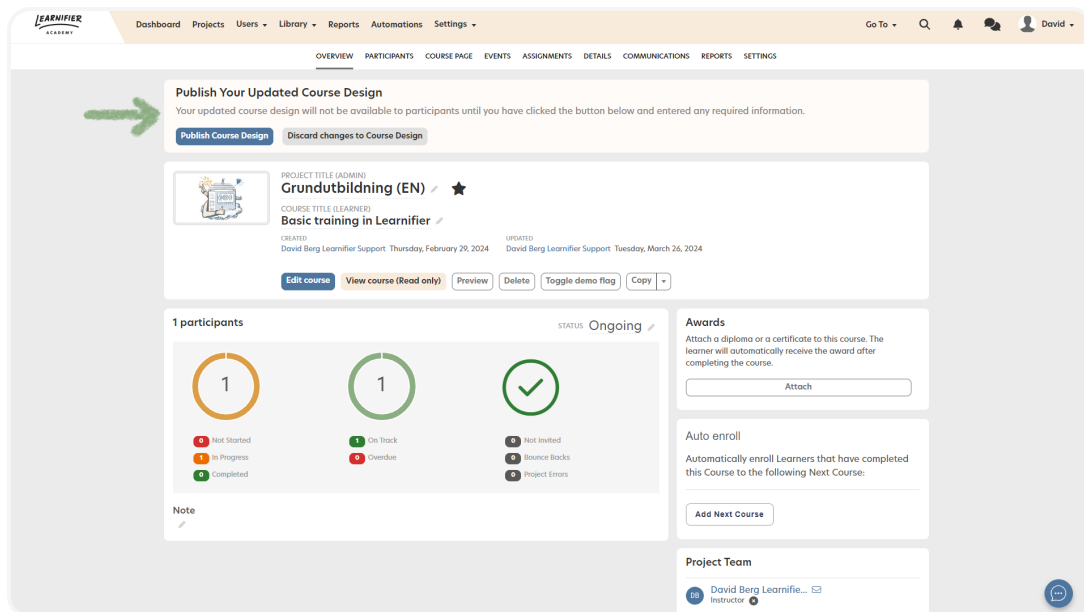 LEARNIFIER
ACADEMY
Dashboard Projects Users Library Reports Automations Settings
Go To
David
OVERVIEW PARTICIPANTS COURSE PAGE EVENTS ASSIGNMENTS DETAILS COMMUNICATIONS REPORTS SETTINGS
Publish Your Updated Course Design
Your updated course design will not be available to participants until you have clicked the button below and entered any required information.
Publish Course Design Discard changes to Course Design
PROJECT TITLE (ADMIN)
Grundutbildning (EN)
COURSE TITLE (LEARNER)
Basic training in Learnifier
CREATED UPDATED
David Berg Learnifier Support Thursday, February 29, 2024 David Berg Learnifier Support Tuesday, March 26, 2024
Edit course View course (Read only) Preview Delete Toggle demo flag Copy
1 participants
STATUS Ongoing
1
1
0 Not Started
1 In Progress
0 Completed
1 On Track
0 Overdue
0 Not Invited
0 Bounce Backs
0 Project Errors
Note
Awards
Attach a diploma or a certificate to this course. The
learner will automatically receive the award after
completing the course.
Attach
Auto enroll
Automatically enroll Learners that have completed
this Course to the following Next Course:
Add Next Course
Project Team
DB
David Berg Learnifie...
Instructor